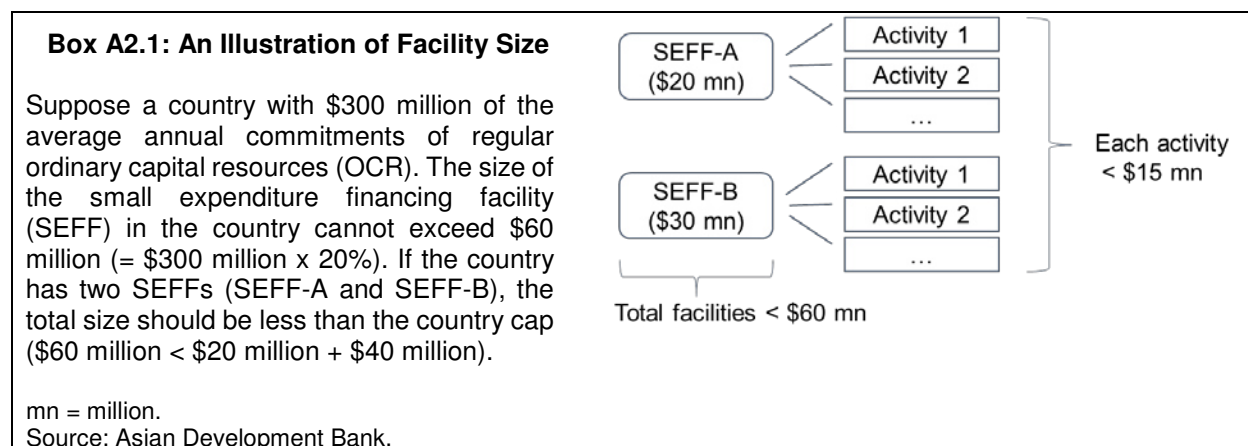 Box A2.1: An Illustration of Facility Size
Suppose a country with $300 million of the
average annual commitments of regular
ordinary capital resources (OCR). The size of
the small expenditure financing facility
(SEFF) in the country cannot exceed $60
million (= $300 million x 20%). If the country
has two SEFFs (SEFF-A and SEFF-B), the
total size should be less than the country cap
($60 million < $20 million + $40 million).
mn = million.
Source: Asian Development Bank.
SEFF-A
($20 mn)
Activity 1
Activity 2
...
SEFF-B
($30 mn)
Activity 1
Activity 2
...
Each activity
< $15 mn
Total facilities < $60 mn